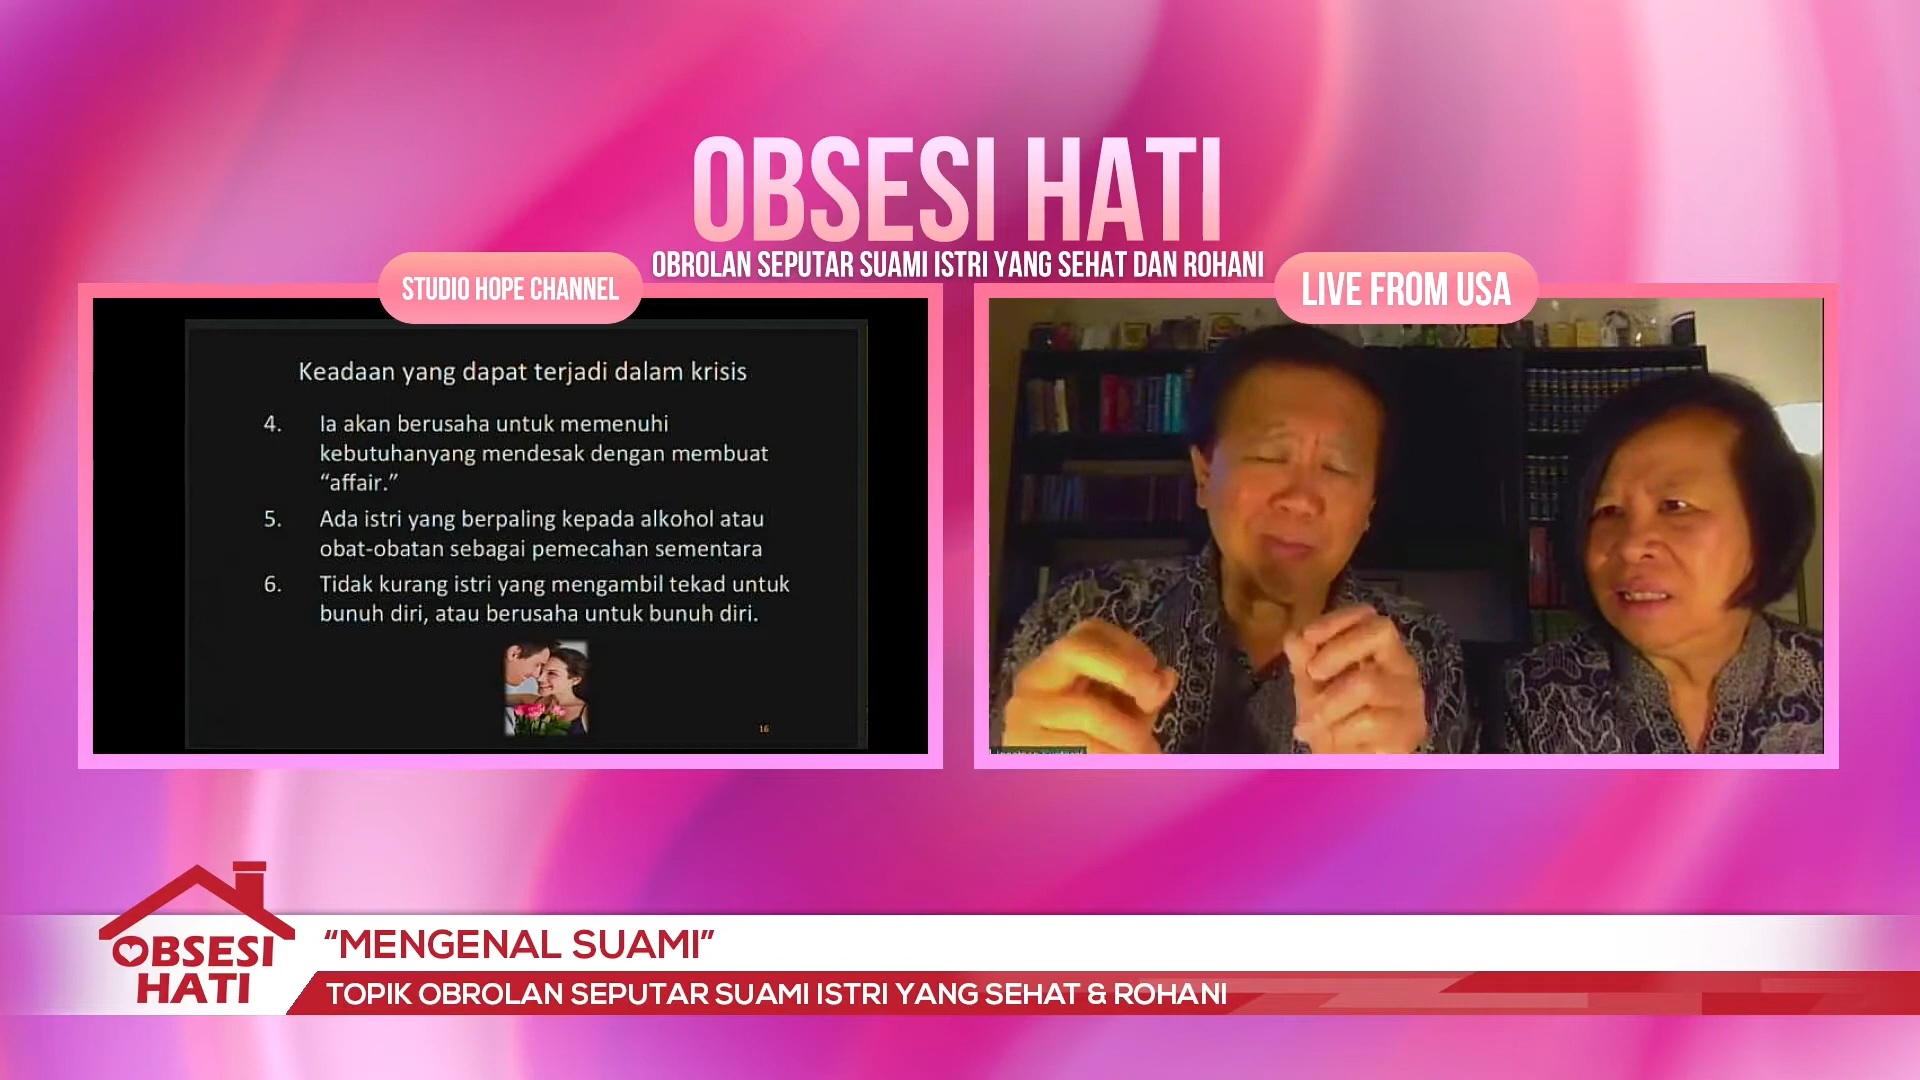 OBSESI HATI
OBROLAN SEPUTAR SUAMI ISTRI YANG SEHAT DAN ROHANI
STUDIO HOPE CHANNEL
LIVE FROM USA
Keadaan yang dapat terjadi dalam krisis
4. Ia akan berusaha untuk memenuhi
kebutuhanyang mendesak dengan membuat
“affair.”
5. Ada istri yang berpaling kepada alkohol atau
obat-obatan sebagai pemecahan sementara
6. Tidak kurang istri yang mengambil tekad untuk
bunuh diri, atau berusaha untuk bunuh diri.
16
OBSESI
HATI
“MENGENAL SUAMI”
TOPIK OBROLAN SEPUTAR SUAMI ISTRI YANG SEHAT & ROHANI